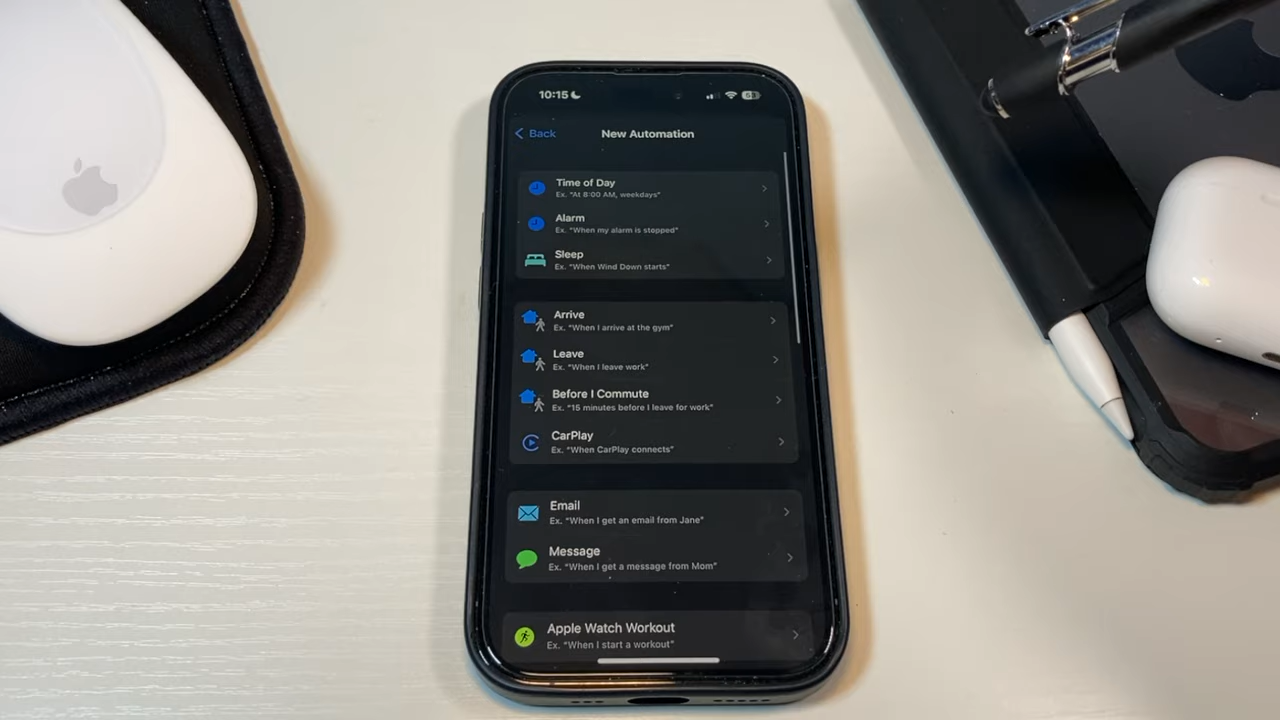 10:15
53
Back
New Automation
Time of Day
Ex. "At 8:00 AM, weekdays"
Alarm
Ex. "When my alarm is stopped"
Sleep
Ex. "When Wind Down starts"
Arrive
Ex. "When I arrive at the gym"
Leave
Ex. "When I leave work"
Before I Commute
Ex. "15 minutes before I leave for work"
CarPlay
Ex. "When CarPlay connects"
Email
Ex. "When I get an email from Jane"
Message
Ex. "When I get a message from Mom"
Apple Watch Workout
Ex. "When I start a workout"